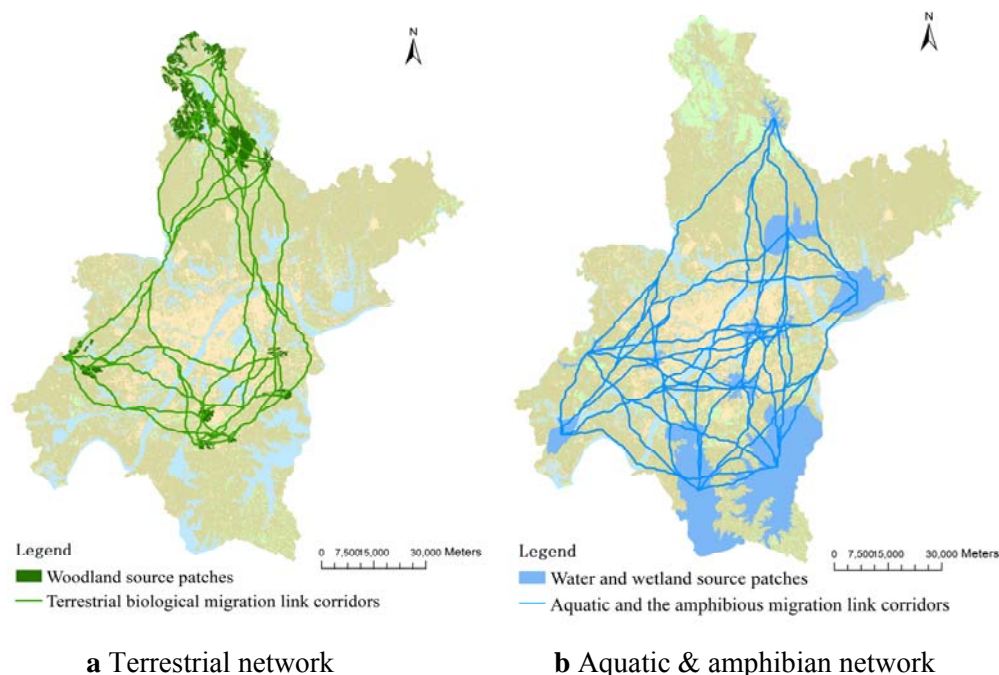 N
Legend
0 7,50015,000 30,000 Meters
Woodland source patches
Terrestrial biological migration link corridors
a Terrestrial network
N
Legend
0 7,50015,000 30,000 Meters
Water and wetland source patches
Aquatic and the amphibious migration link corridors
b Aquatic & amphibian network